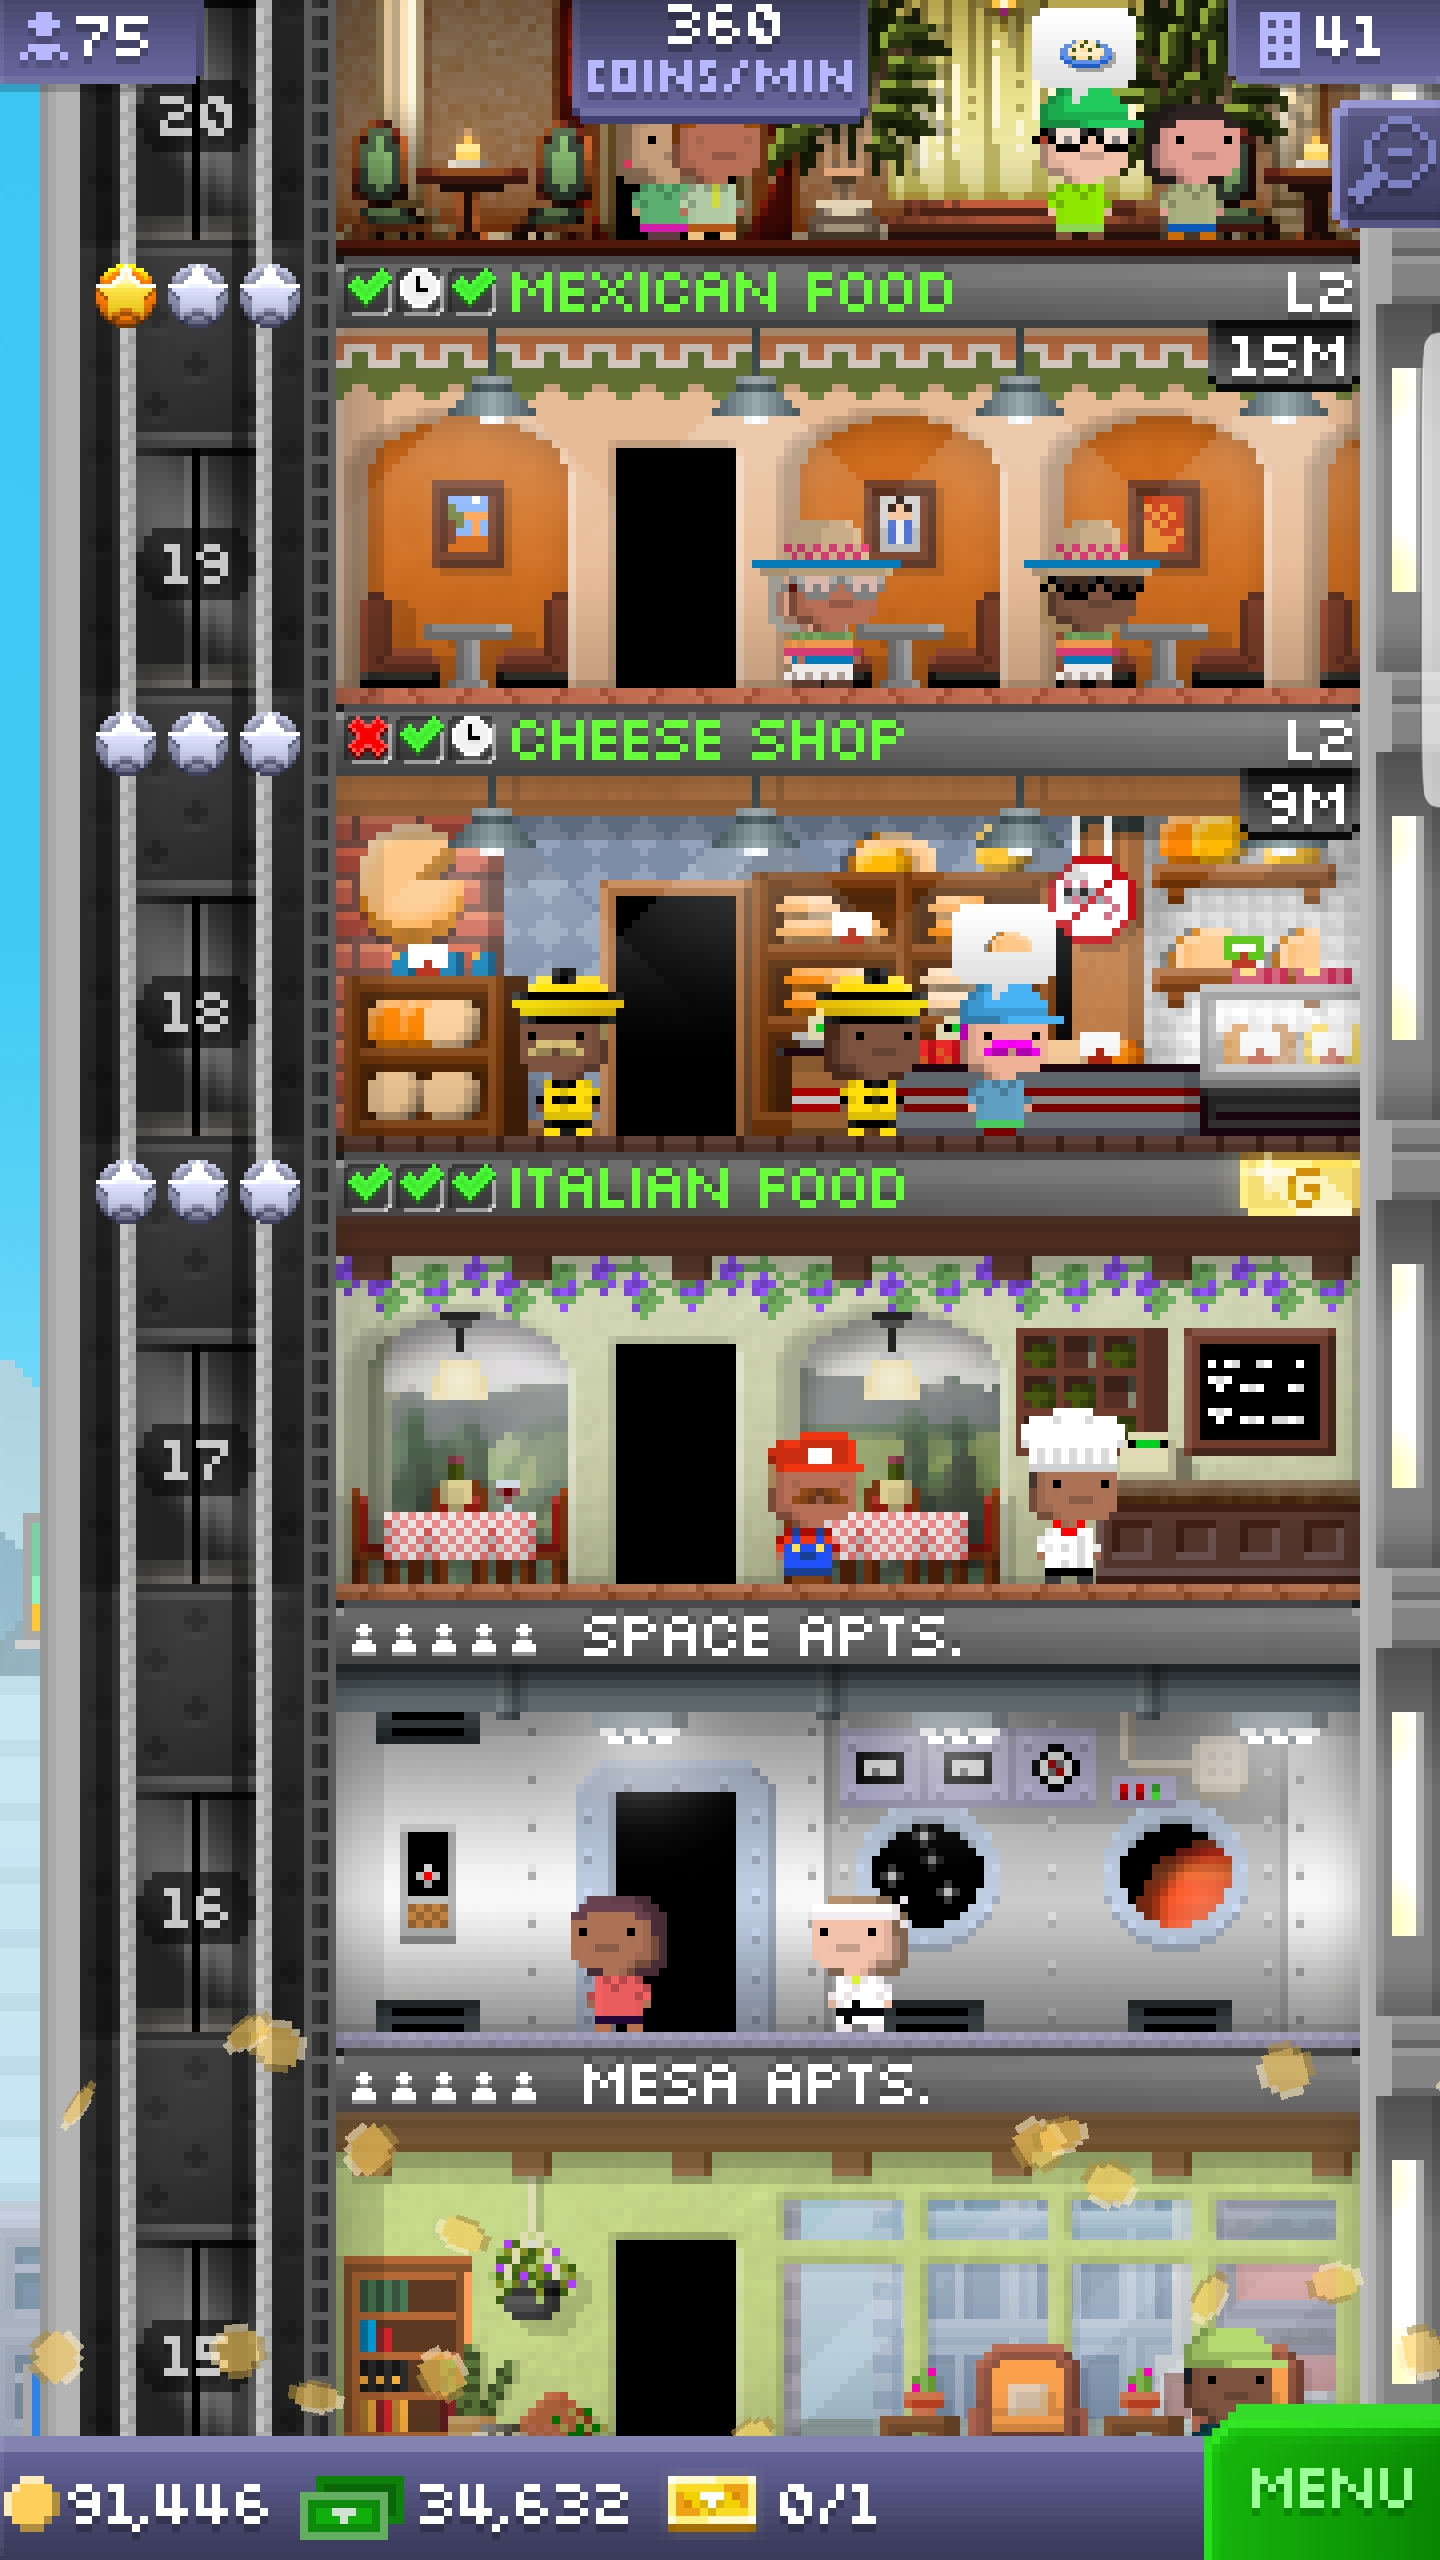 75
360
COINS/MIN
41
20
MEXICAN FOOD L2
15M
19
CHEESE SHOP L2
9M
18
ITALIAN FOOD G
17
SPACE APTS.
16
MESA APTS.
15
91,446 34,632 0/1 MENU